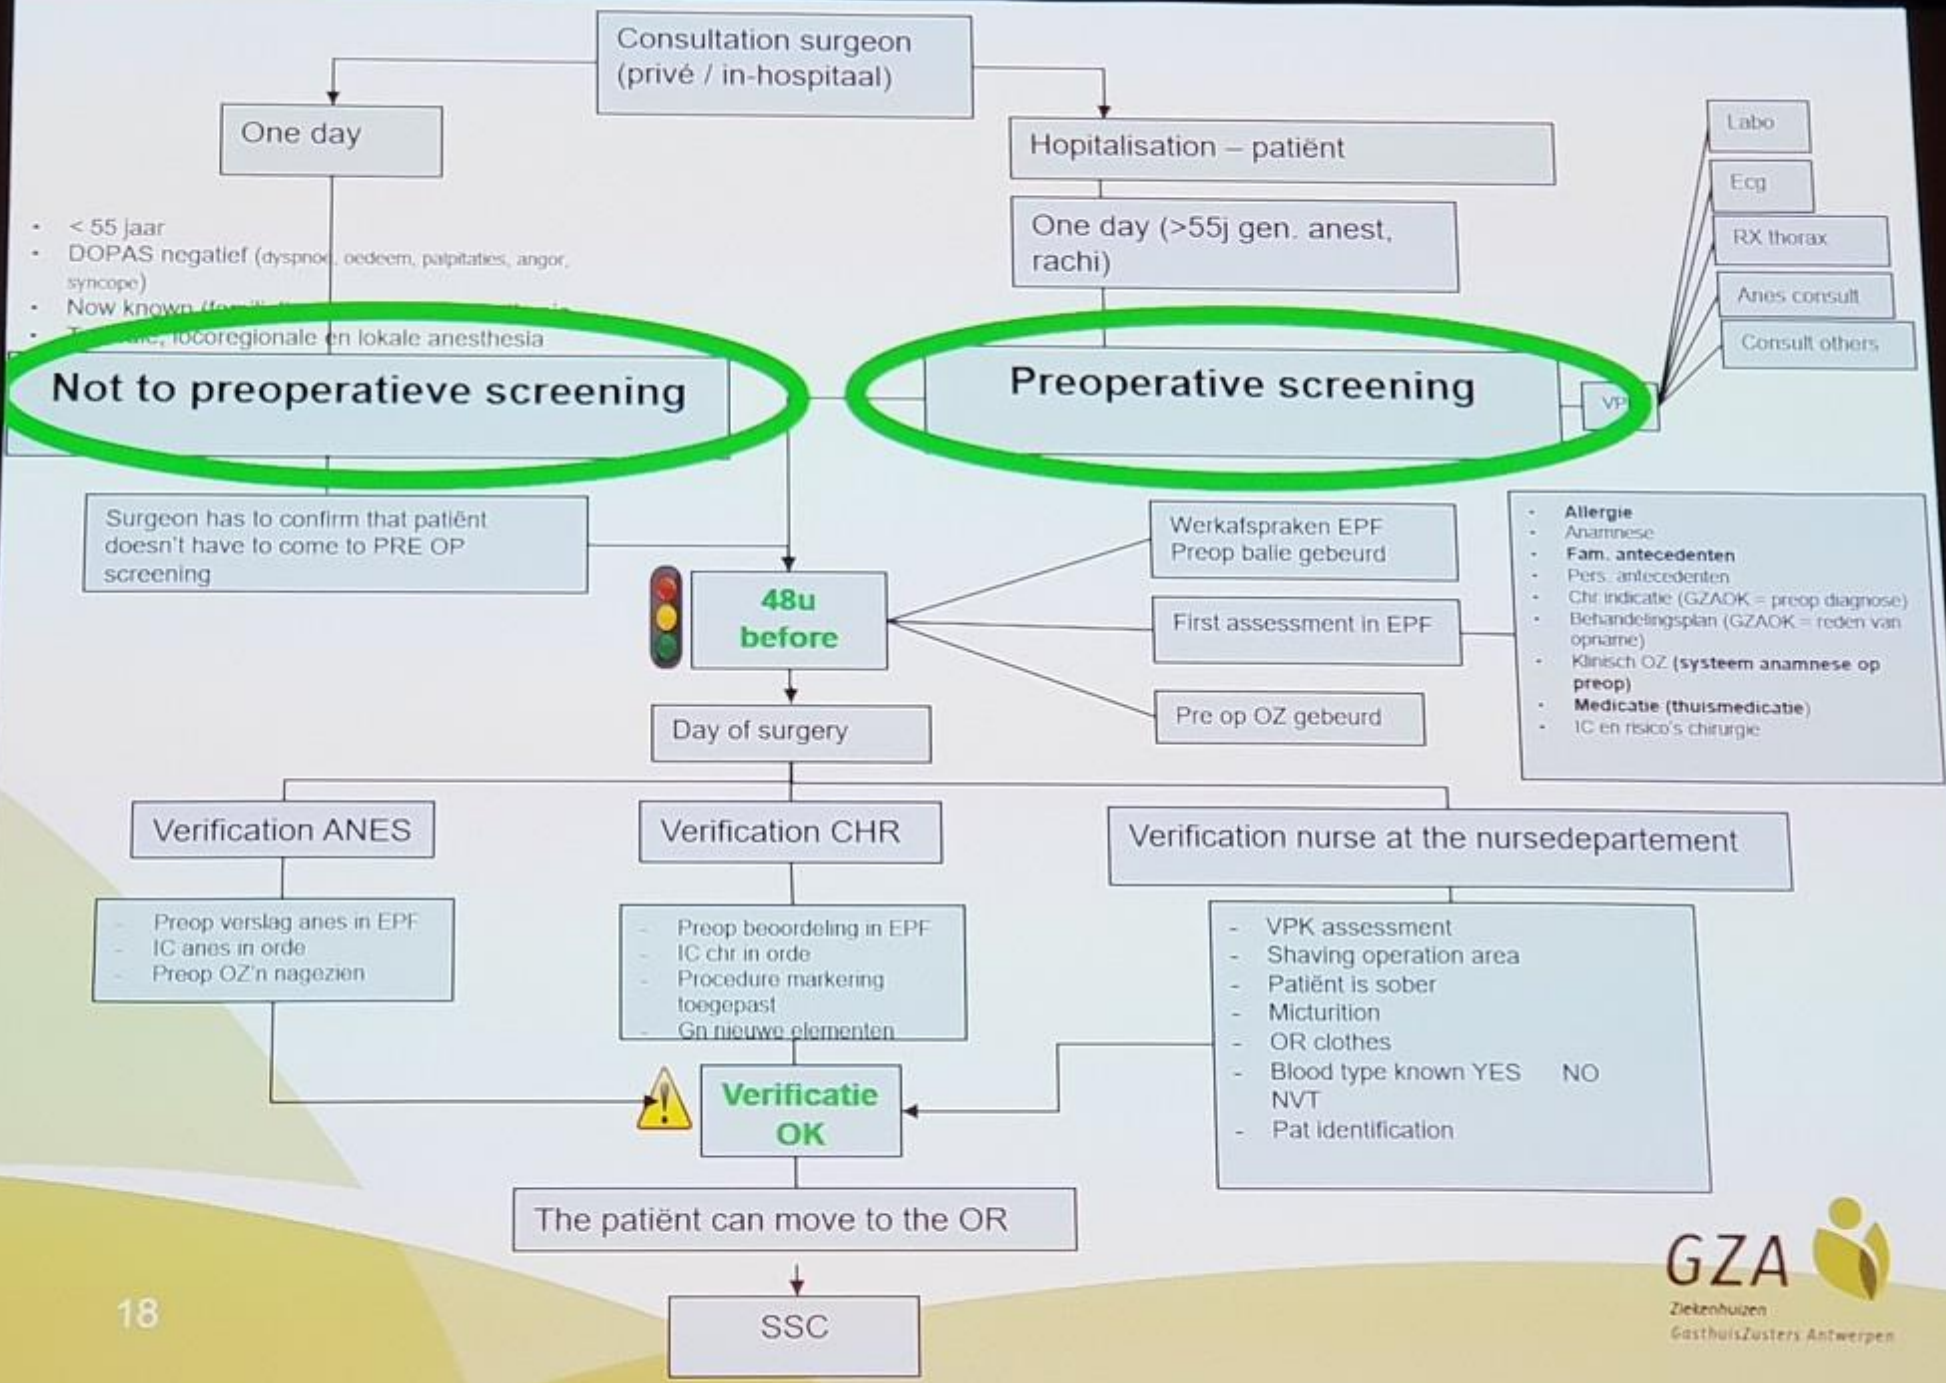 Consultation surgeon
(privé / in-hospitaal)
One day
Hopitalisation – patiënt
One day (>55j gen. anest,
rachi)
Labo
Ecg
RX thorax
Anes consult
Consult others
• < 55 jaar
• DOPAS negatief (dyspnoe, oedeem, palpitaties, angor,
syncope)
• Now known
• locoregionale en lokale anesthesia
Not to preoperatieve screening
Preoperative screening
VP
Surgeon has to confirm that patiënt
doesn't have to come to PRE OP
screening
48u
before
Werkafspraken EPF
Preop balie gebeurd
First assessment in EPF
Pre op OZ gebeurd
• Allergie
• Anamnese
• Fam. antecedenten
• Pers. antecedenten
• Chr indicatie (GZAOK = preop diagnose)
• Behandelingsplan (GZAOK = reden van
opname)
• Klinisch OZ (systeem anamnese op
preop)
• Medicatie (thuismedicatie)
• IC en risico's chirurgie
Day of surgery
Verification ANES
Verification CHR
Verification nurse at the nursedepartement
- Preop verslag anes in EPF
- IC anes in orde
- Preop OZ'n nagezien
- Preop beoordeling in EPF
- IC chr in orde
- Procedure markering
toegepast
- Gn nieuwe elementen
- VPK assessment
- Shaving operation area
- Patiënt is sober
- Micturition
- OR clothes
- Blood type known YES NO
NVT
- Pat identification
Verificatie
OK
The patiënt can move to the OR
SSC
18
GZA
Ziekenhuizen
GasthuisZusters Antwerpen